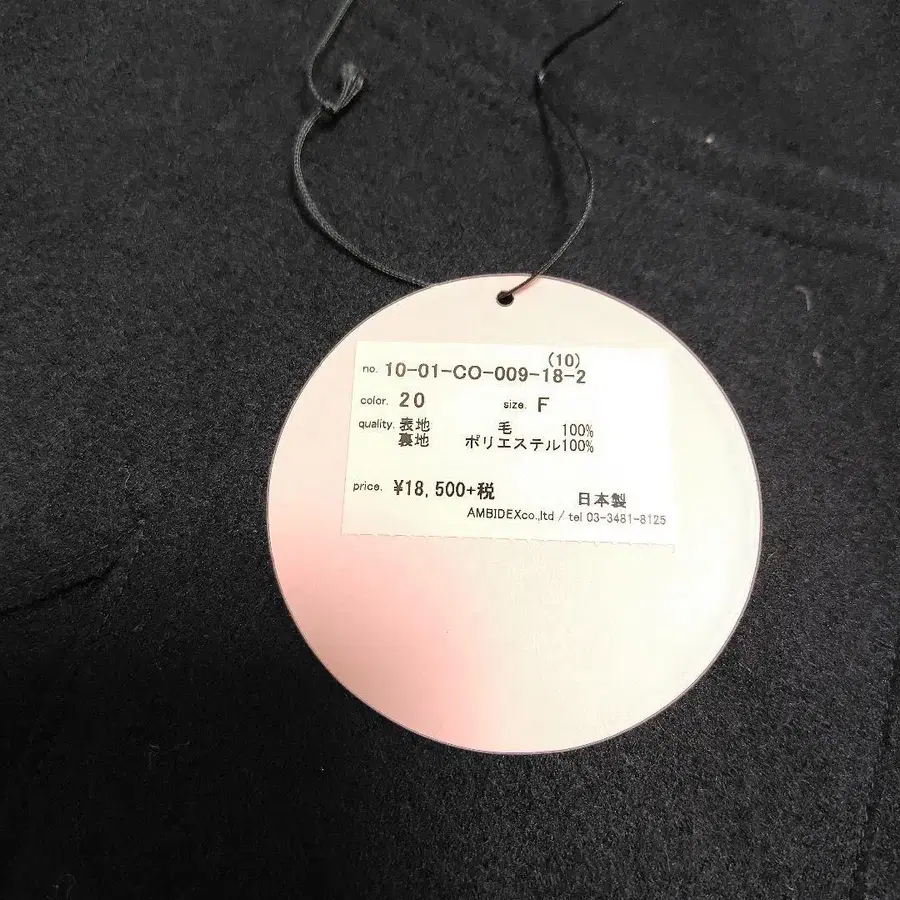 (10)
no. 10-01-CO-009-18-2
color. 20 size. F
quality. 表地 毛 100%
裏地 ポリエステル100%
price. ¥18,500+税 日本製
AMBIDEXco.,ltd / tel 03-3481-8125